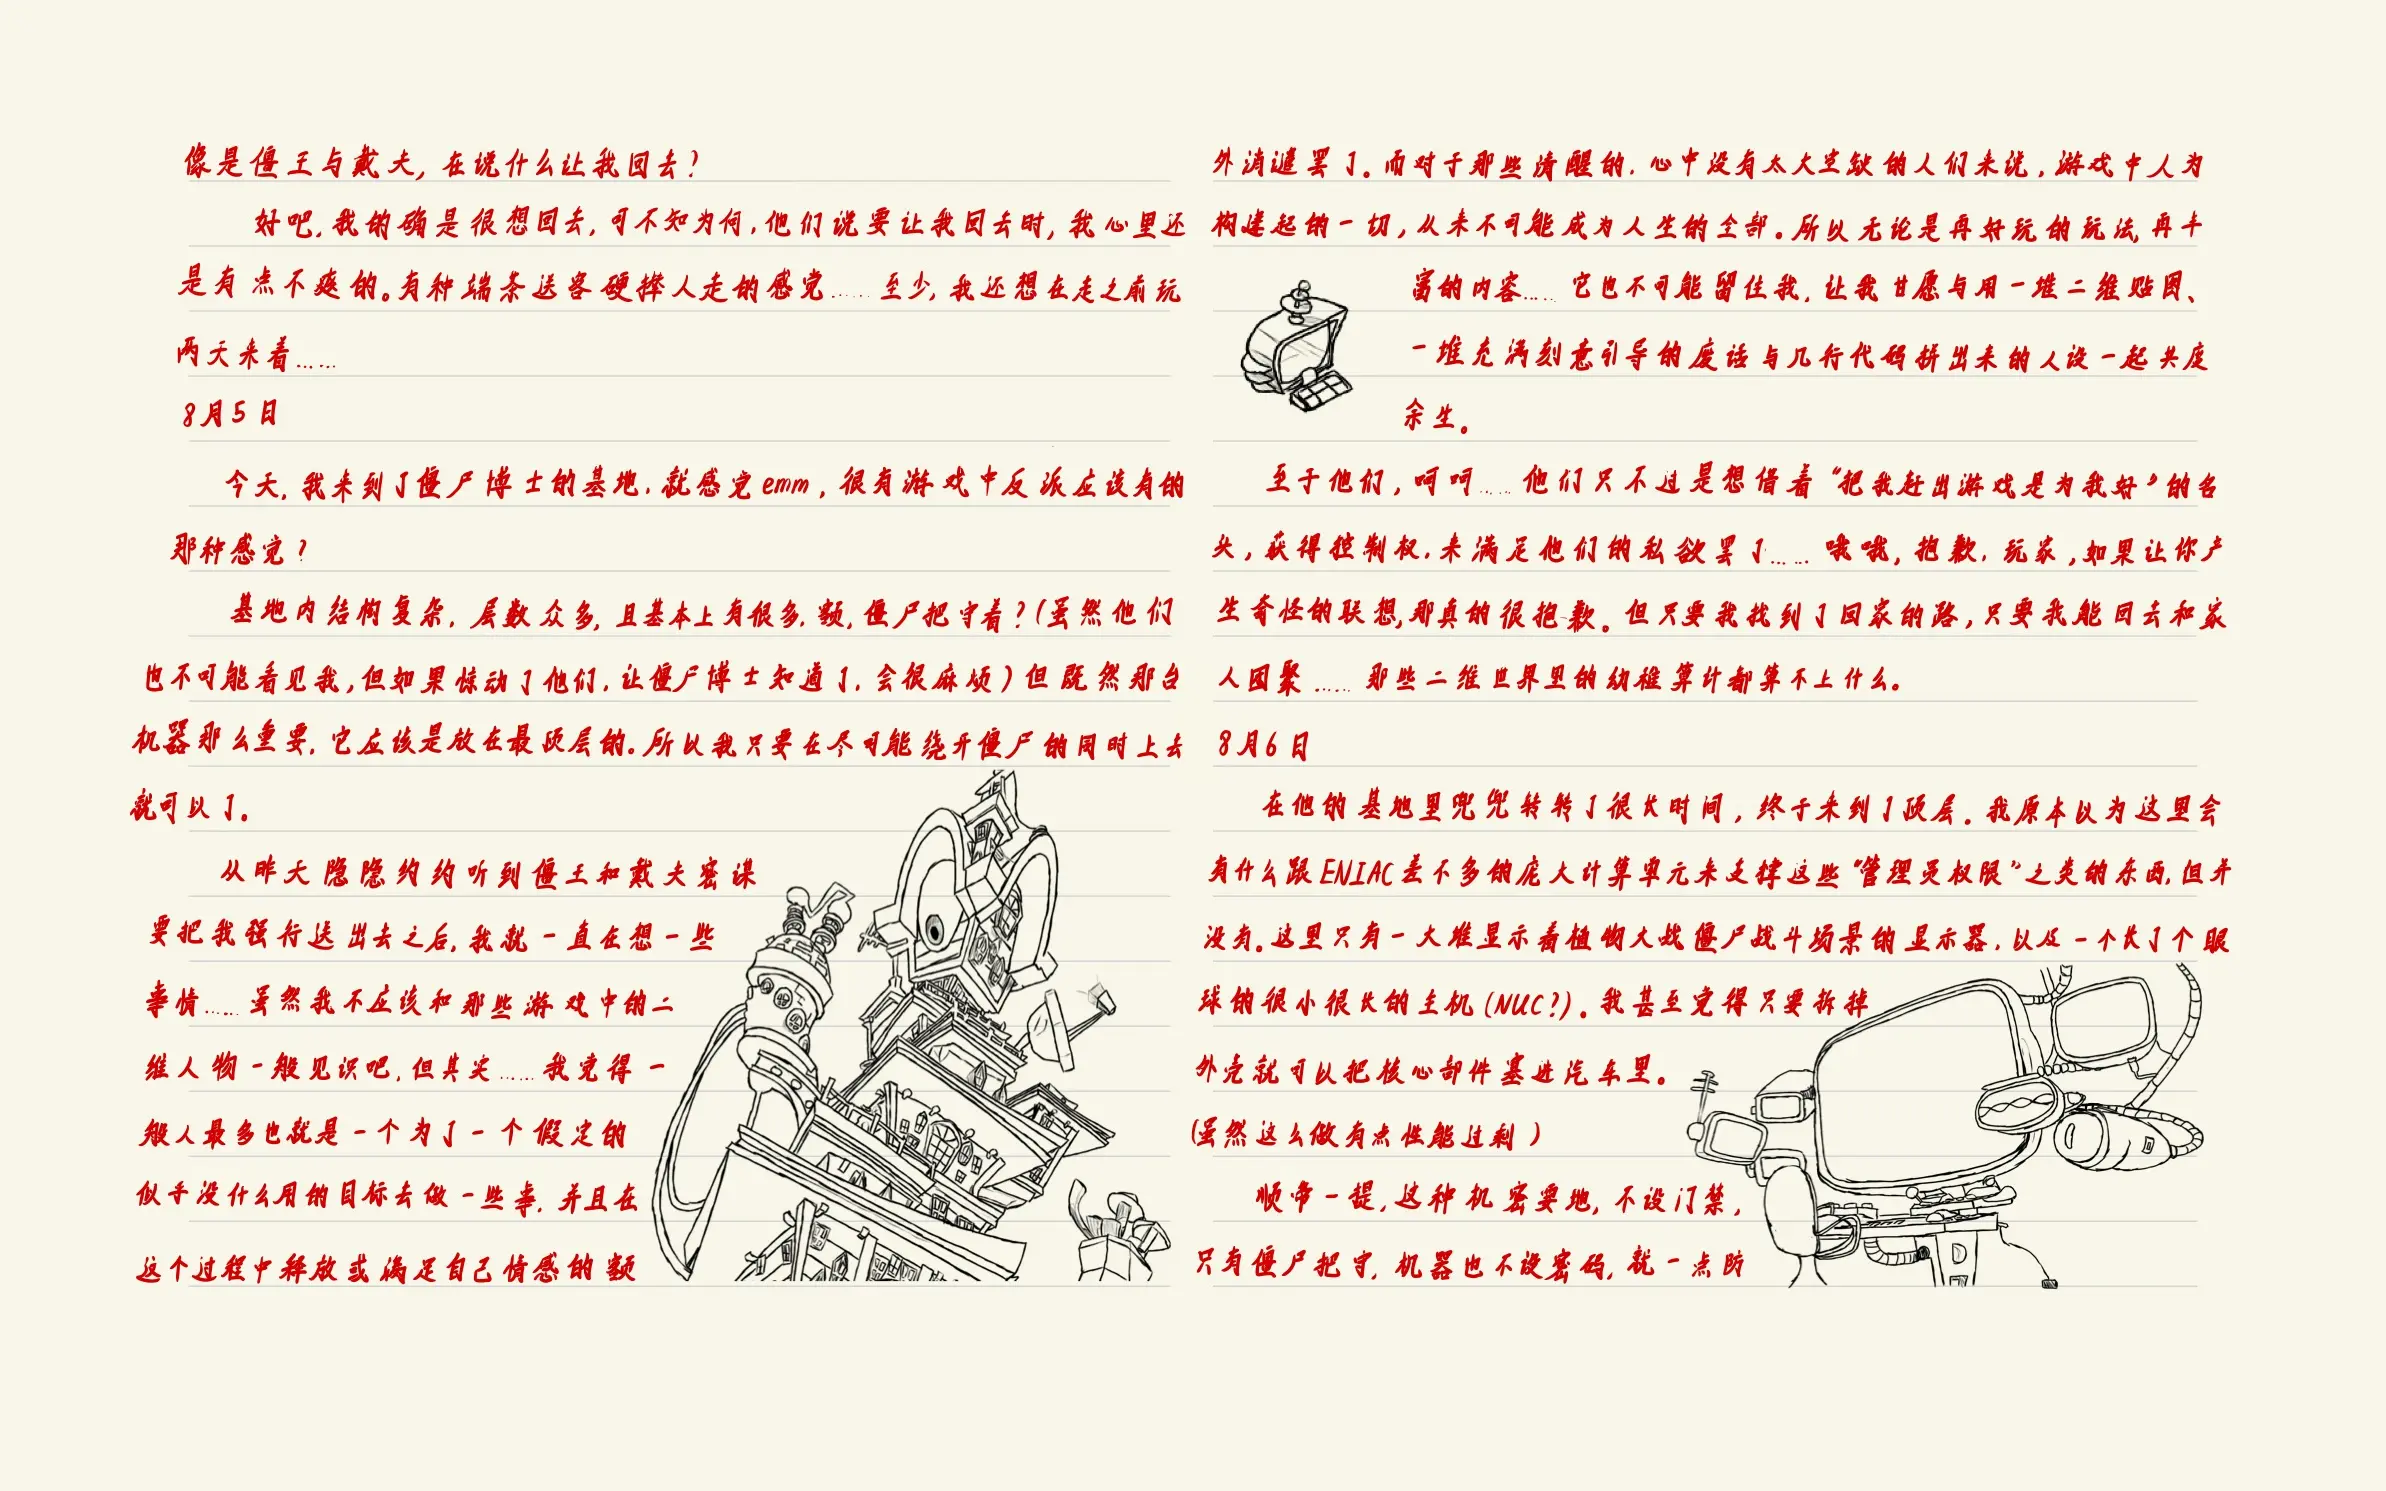 像是僵王与戴夫，在说什么让我回去？
好吧，我的确是很想回去，可不知为何，他们说要让我回去时，我心里还
是有点不爽的。有种端茶送客硬撵人走的感觉……至少，我还想在走之前玩
两天来着……
8月5日
今天，我来到了僵尸博士的基地，就感觉emm，很有游戏中反派应该有的
那种感觉？
基地内结构复杂，层数众多，且基本上有很多，额，僵尸把守着？（虽然他们
也不可能看见我，但如果惊动了他们，让僵尸博士知道了，会很麻烦）但既然那台
机器那么重要，它应该是放在最顶层的。所以我只要在尽可能绕开僵尸的同时上去
就可以了。
从昨天隐隐约约听到僵王和戴夫密谋
要把我强行送出去之后，我就一直在想一些
事情……虽然我不应该和那些游戏中的二
维人物一般见识吧，但其实……我觉得一
般人最多也就是一个为了一个假定的
似乎没什么用的目标去做一些事，并且在
这个过程中释放或满足自己情感的额
外消遣罢了。而对于那些清醒的，心中没有太大空缺的人们来说，游戏中人为
构建起的一切，从来不可能成为人生的全部。所以无论是再好玩的玩法，再丰
富的内容……它也不可能留住我，让我甘愿与用一堆二维贴图、
一堆充满刻意引导的废话与几行代码拼出来的人设一起共度
余生。
至于他们，呵呵……他们只不过是想借着“把我赶出游戏是为我好”的名
头，获得控制权，来满足他们的私欲罢了……哦哦，抱歉，玩家，如果让你产
生奇怪的联想，那真的很抱歉。但只要我找到了回家的路，只要我能回去和家
人团聚……那些二维世界里的幼稚算计都算不上什么。
8月6日
在他的基地里兜兜转转了很长时间，终于来到了顶层。我原本以为这里会
有什么跟ENIAC差不多的庞大计算单元来支撑这些“管理员权限”之类的东西，但并
没有。这里只有一大堆显示着植物大战僵尸战斗场景的显示器，以及一个长了个眼
球的很小很长的主机（NUC？）。我甚至觉得只要拆掉
外壳就可以把核心部件塞进汽车里。
（虽然这么做有点性能过剩）
顺带一提，这种机密要地，不设门禁，
只有僵尸把守，机器也不设密码，就一点防